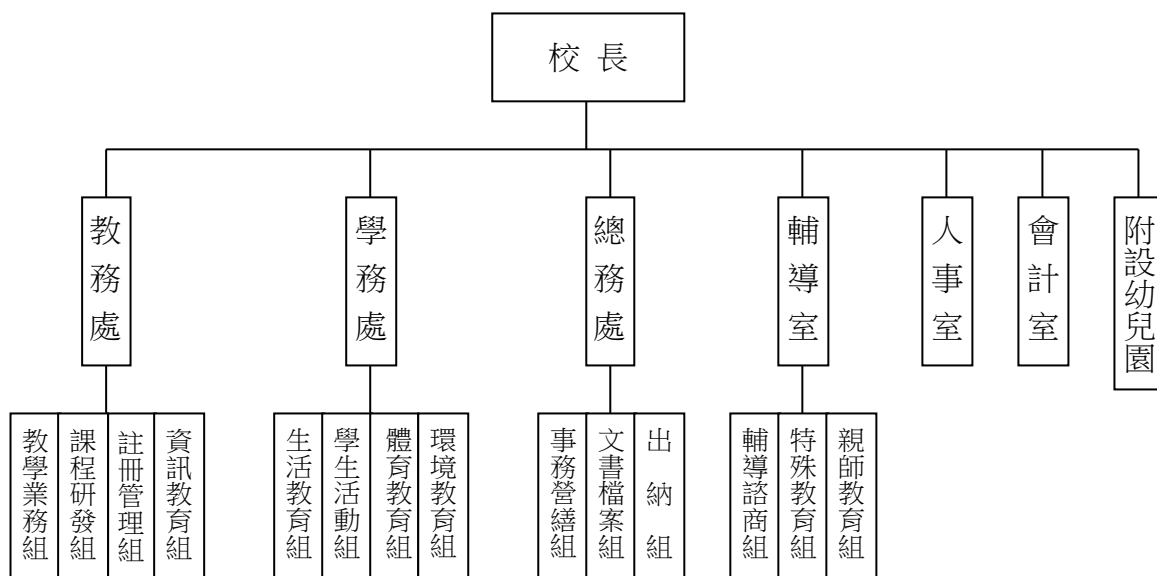 校長
教務處
學務處
總務處
輔導室
人事室
會計室
附設幼兒園
教學業務組
課程研發組
註冊管理組
資訊教育組
生活教育組
學生活動組
體育教育組
環境教育組
事務營繕組
文書檔案組
出納組
輔導諮商組
特殊教育組
親師教育組